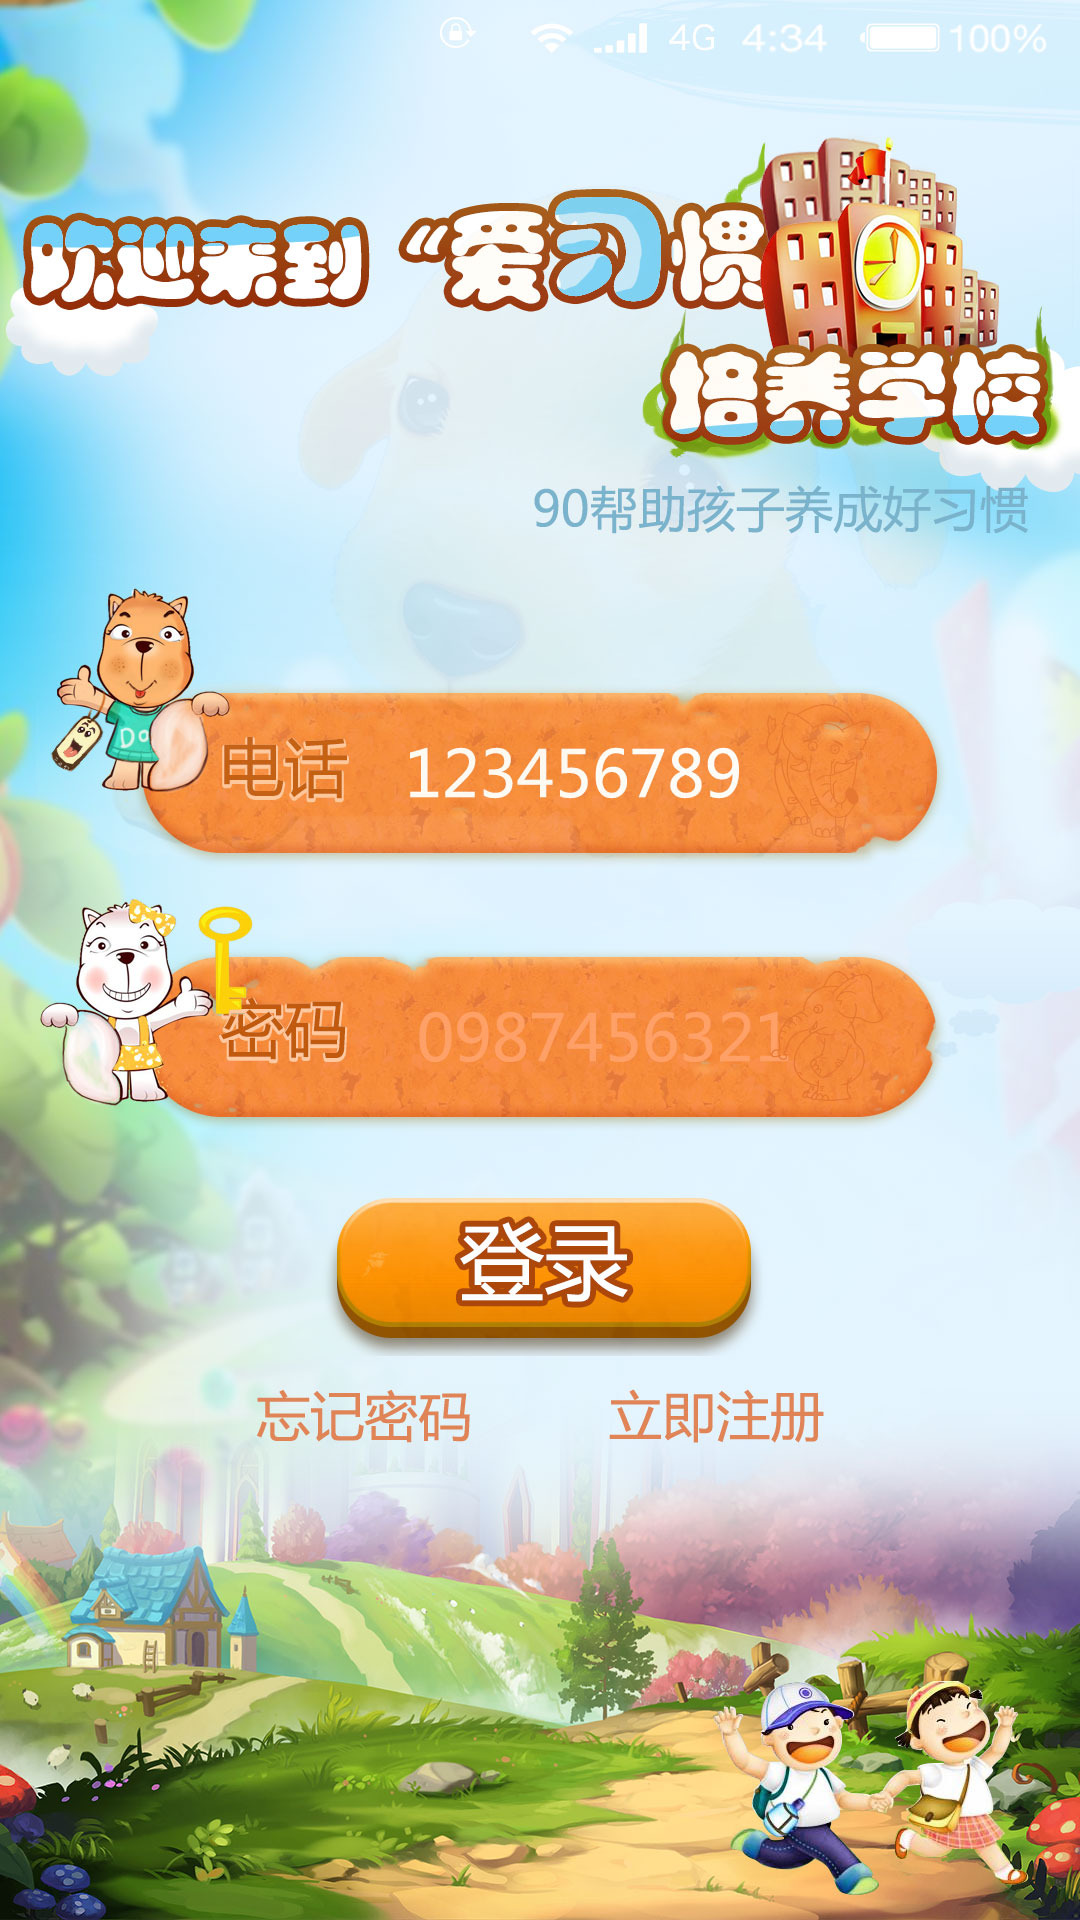 4G 4:34 100%
欢迎来到“爱习惯
培养学校
90帮助孩子养成好习惯
Do
电话 123456789
密码 0987456321
登录
忘记密码 立即注册